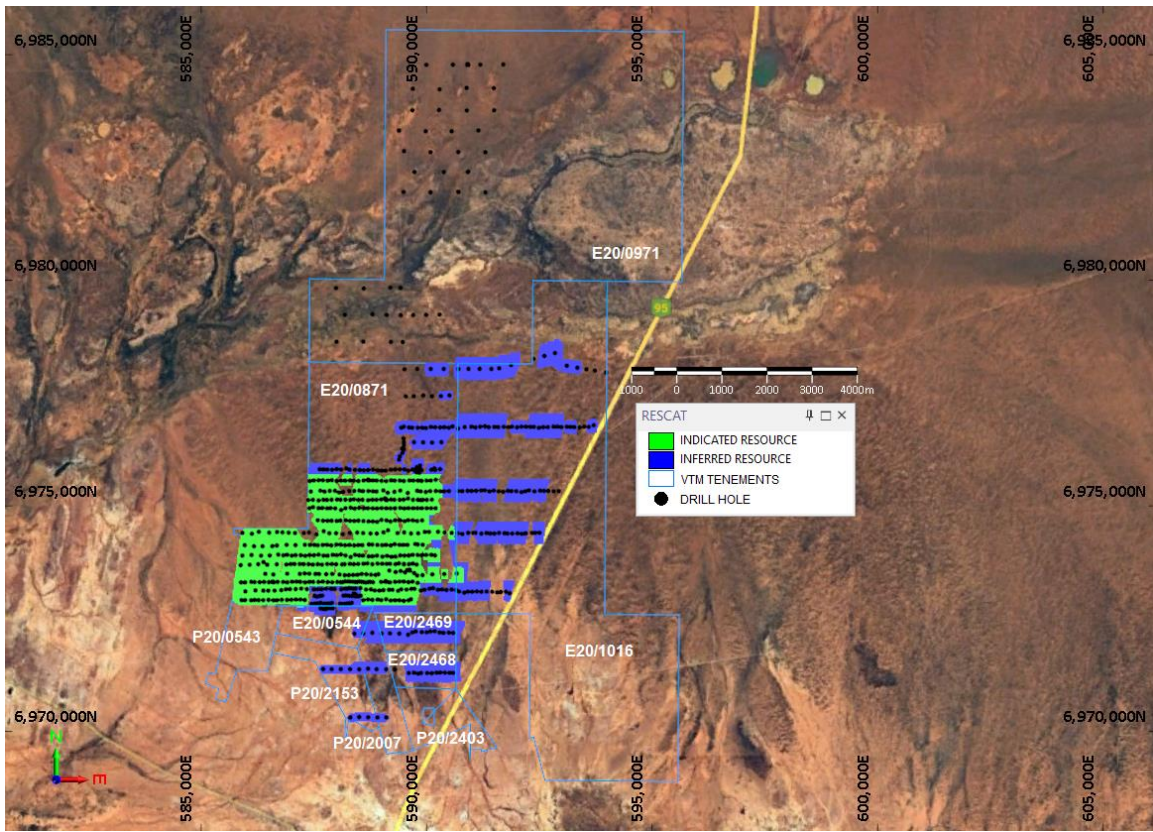 585,000E
590,000E
595,000E
600,000E
605,000E
6,985,000N
6,985,000N
E20/0971
6,980,000N
6,980,000N
95
E20/0871
1000 0 1000 2000 3000 4000m
RESCAT
INDICATED RESOURCE
INFERRED RESOURCE
VTM TENEMENTS
DRILL HOLE
6,975,000N
6,975,000N
P20/0543
E20/0544
E20/2469
E20/2468
E20/1016
P20/2153
6,970,000N
6,970,000N
P20/2007
P20/2403
N
E
585,000E
590,000E
595,000E
600,000E
605,000E